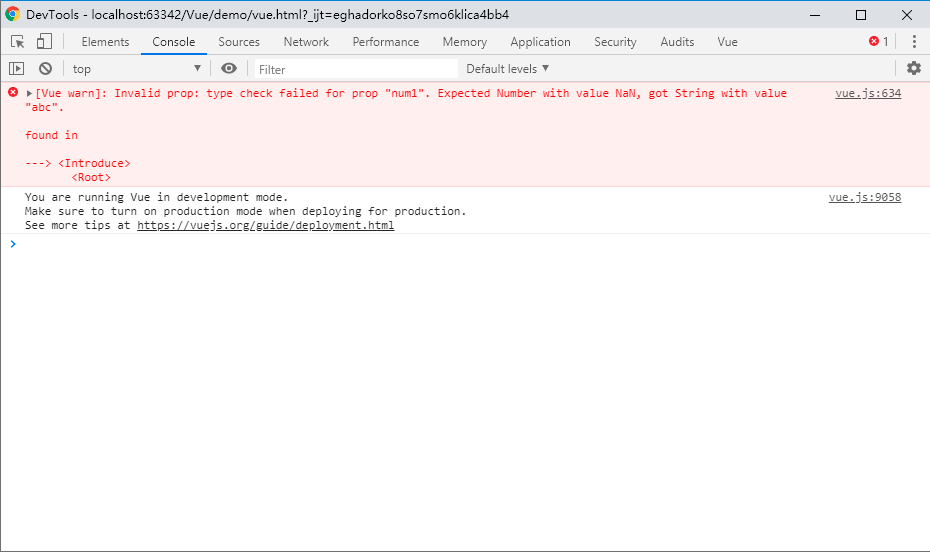 DevTools - localhost:63342/Vue/demo/vue.html?_ijt=eghadorko8so7smo6klica4bb4
Elements Console Sources Network Performance Memory Application Security Audits Vue 1
top Filter Default levels
[Vue warn]: Invalid prop: type check failed for prop "num1". Expected Number with value NaN, got String with value vue.js:634
"abc".
found in
---> <Introduce>
<Root>
You are running Vue in development mode. vue.js:9058
Make sure to turn on production mode when deploying for production.
See more tips at https://vuejs.org/guide/deployment.html